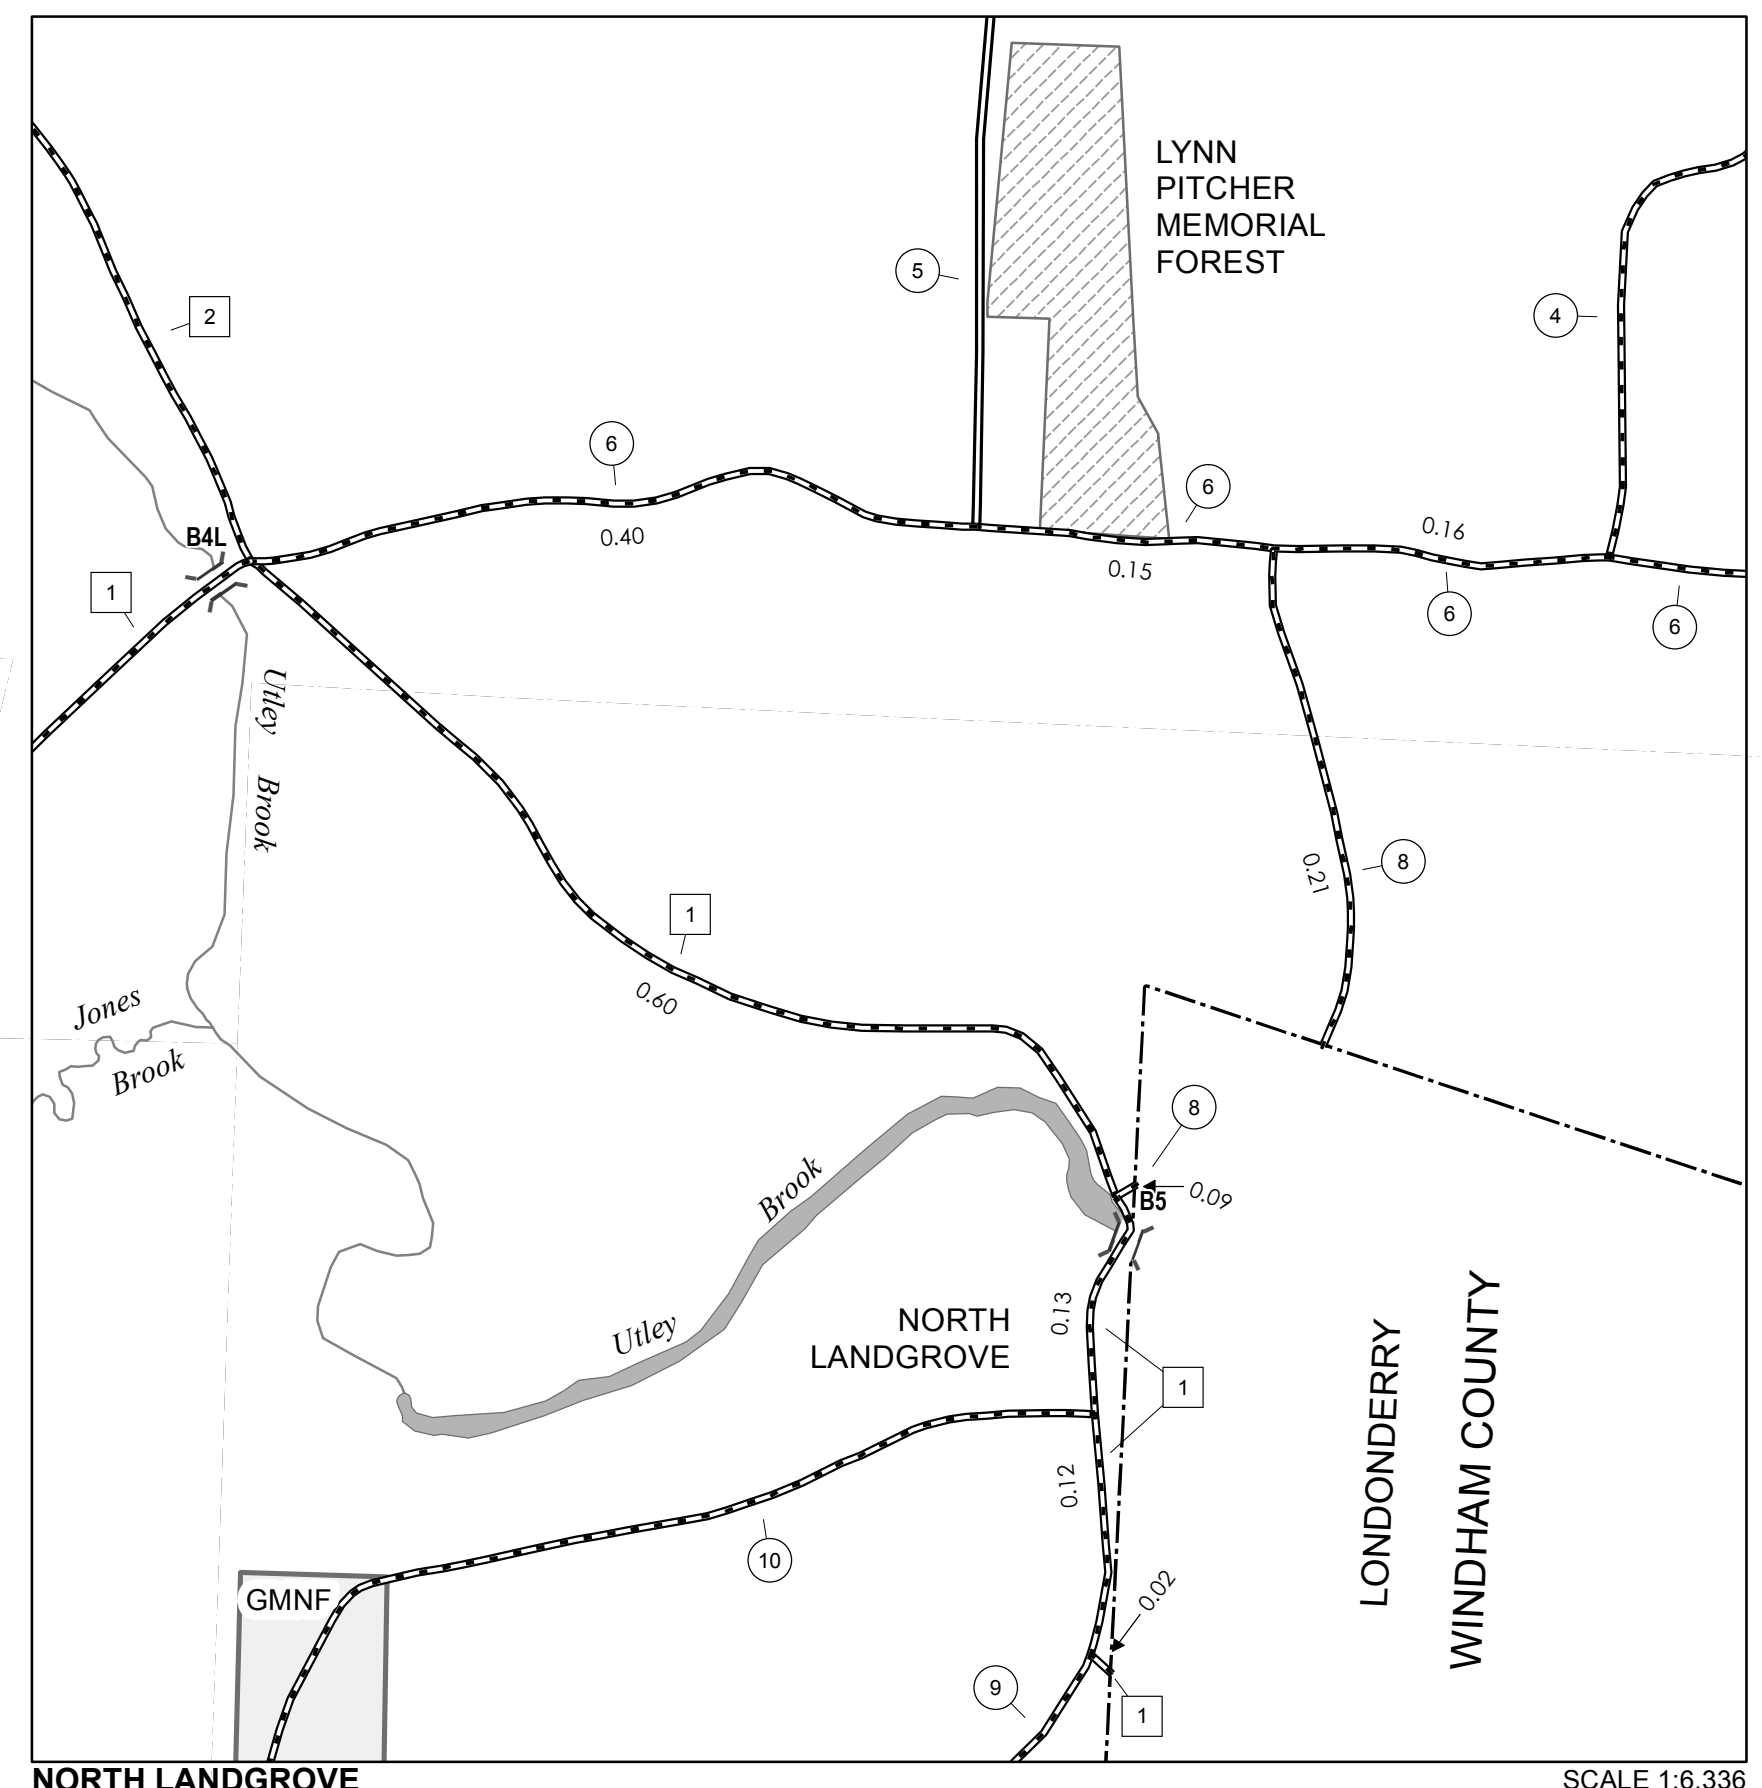 LYNN
PITCHER
MEMORIAL
FOREST
5
2
4
6
6
0.16
0.40
B4L
0.15
1
6
6
Utley
Brook
0.21
8
1
0.60
Jones
Brook
8
Brook
0.09
B5
Utley
0.13
NORTH
LANDGROVE
1
LONDONDERRY
WINDHAM COUNTY
0.12
10
GMNF
0.02
9
1
NORTH LANDGROVE
SCALE 1:6,336